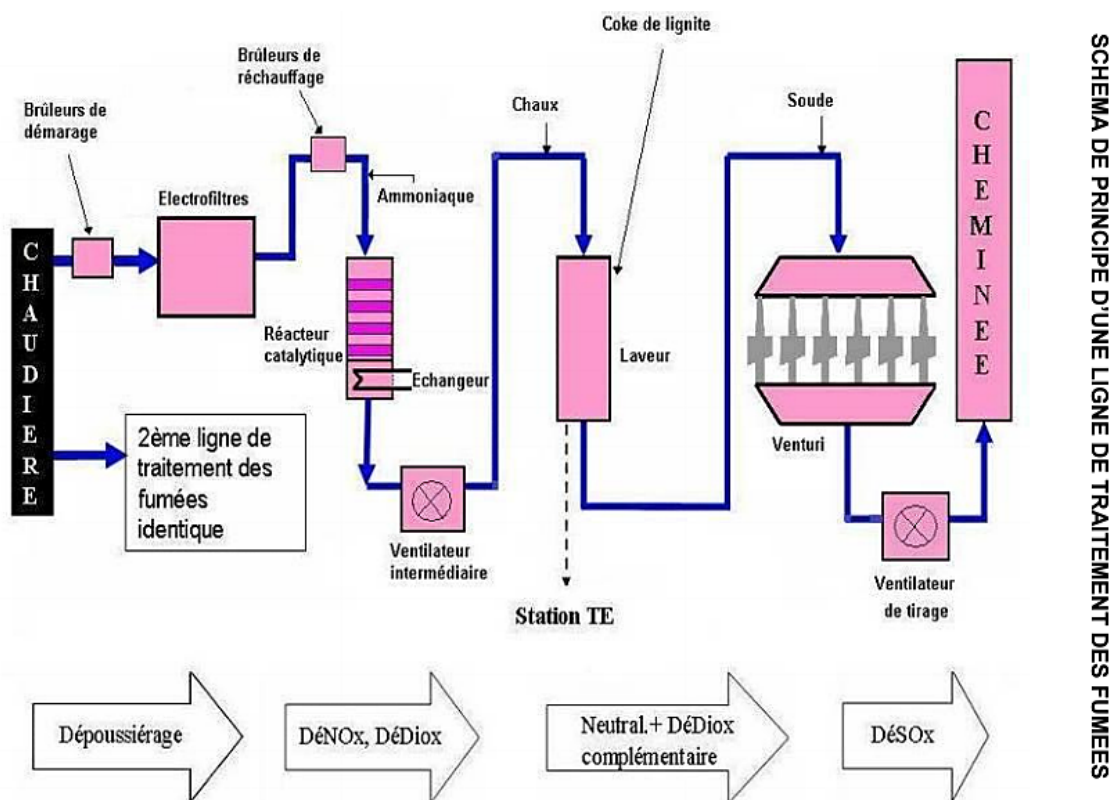 SCHEMA DE PRINCIPE D'UNE LIGNE DE TRAITEMENT DES FUMEES
Coke de lignite
Brûleurs de
réchauffage
Brûleurs de
démarage
Chaux
Soude
Ammoniaque
Electrofiltres
CHAUDIERE
CHEMINEE
Réacteur
catalytique
Echangeur
Laveur
Venturi
2ème ligne de
traitement des
fumées
identique
Ventilateur
intermédiaire
Ventilateur
de tirage
Station TE
Dépoussiérage
DéNOx, DéDiox
Neutral.+ DéDiox
complémentaire
DéSOx